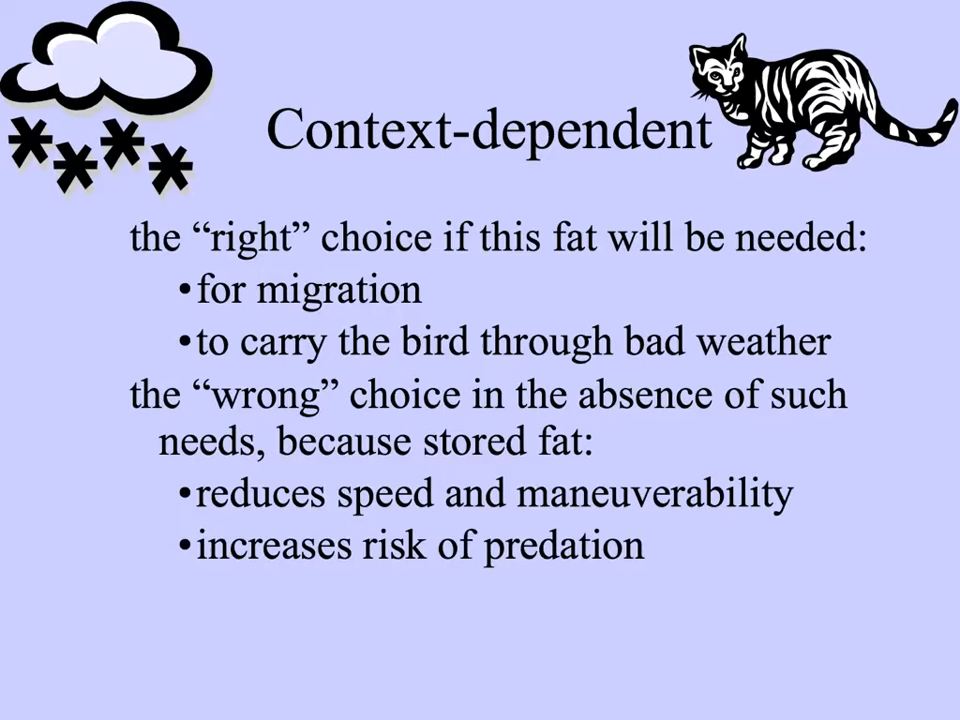 Context-dependent
the “right” choice if this fat will be needed:
•for migration
•to carry the bird through bad weather
the “wrong” choice in the absence of such
needs, because stored fat:
•reduces speed and maneuverability
•increases risk of predation